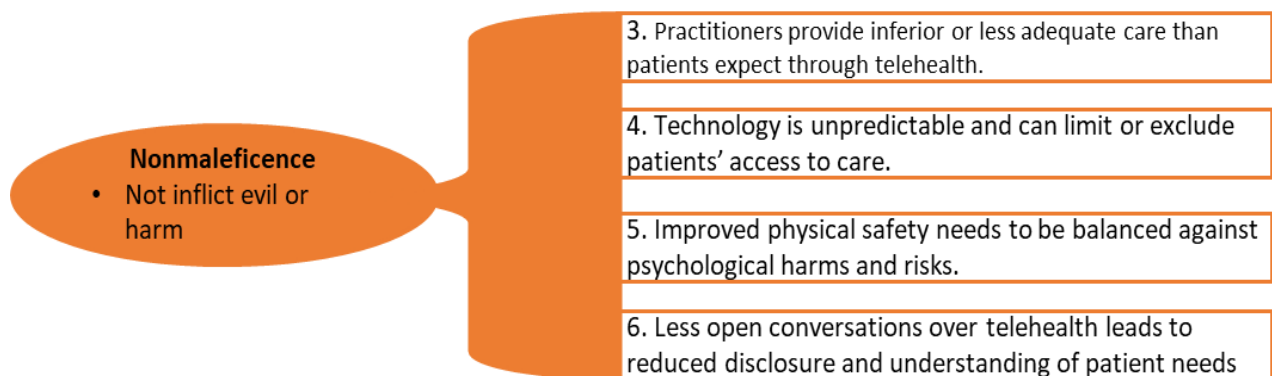 Nonmaleficence
• Not inflict evil or
harm
3. Practitioners provide inferior or less adequate care than
patients expect through telehealth.
4. Technology is unpredictable and can limit or exclude
patients’ access to care.
5. Improved physical safety needs to be balanced against
psychological harms and risks.
6. Less open conversations over telehealth leads to
reduced disclosure and understanding of patient needs